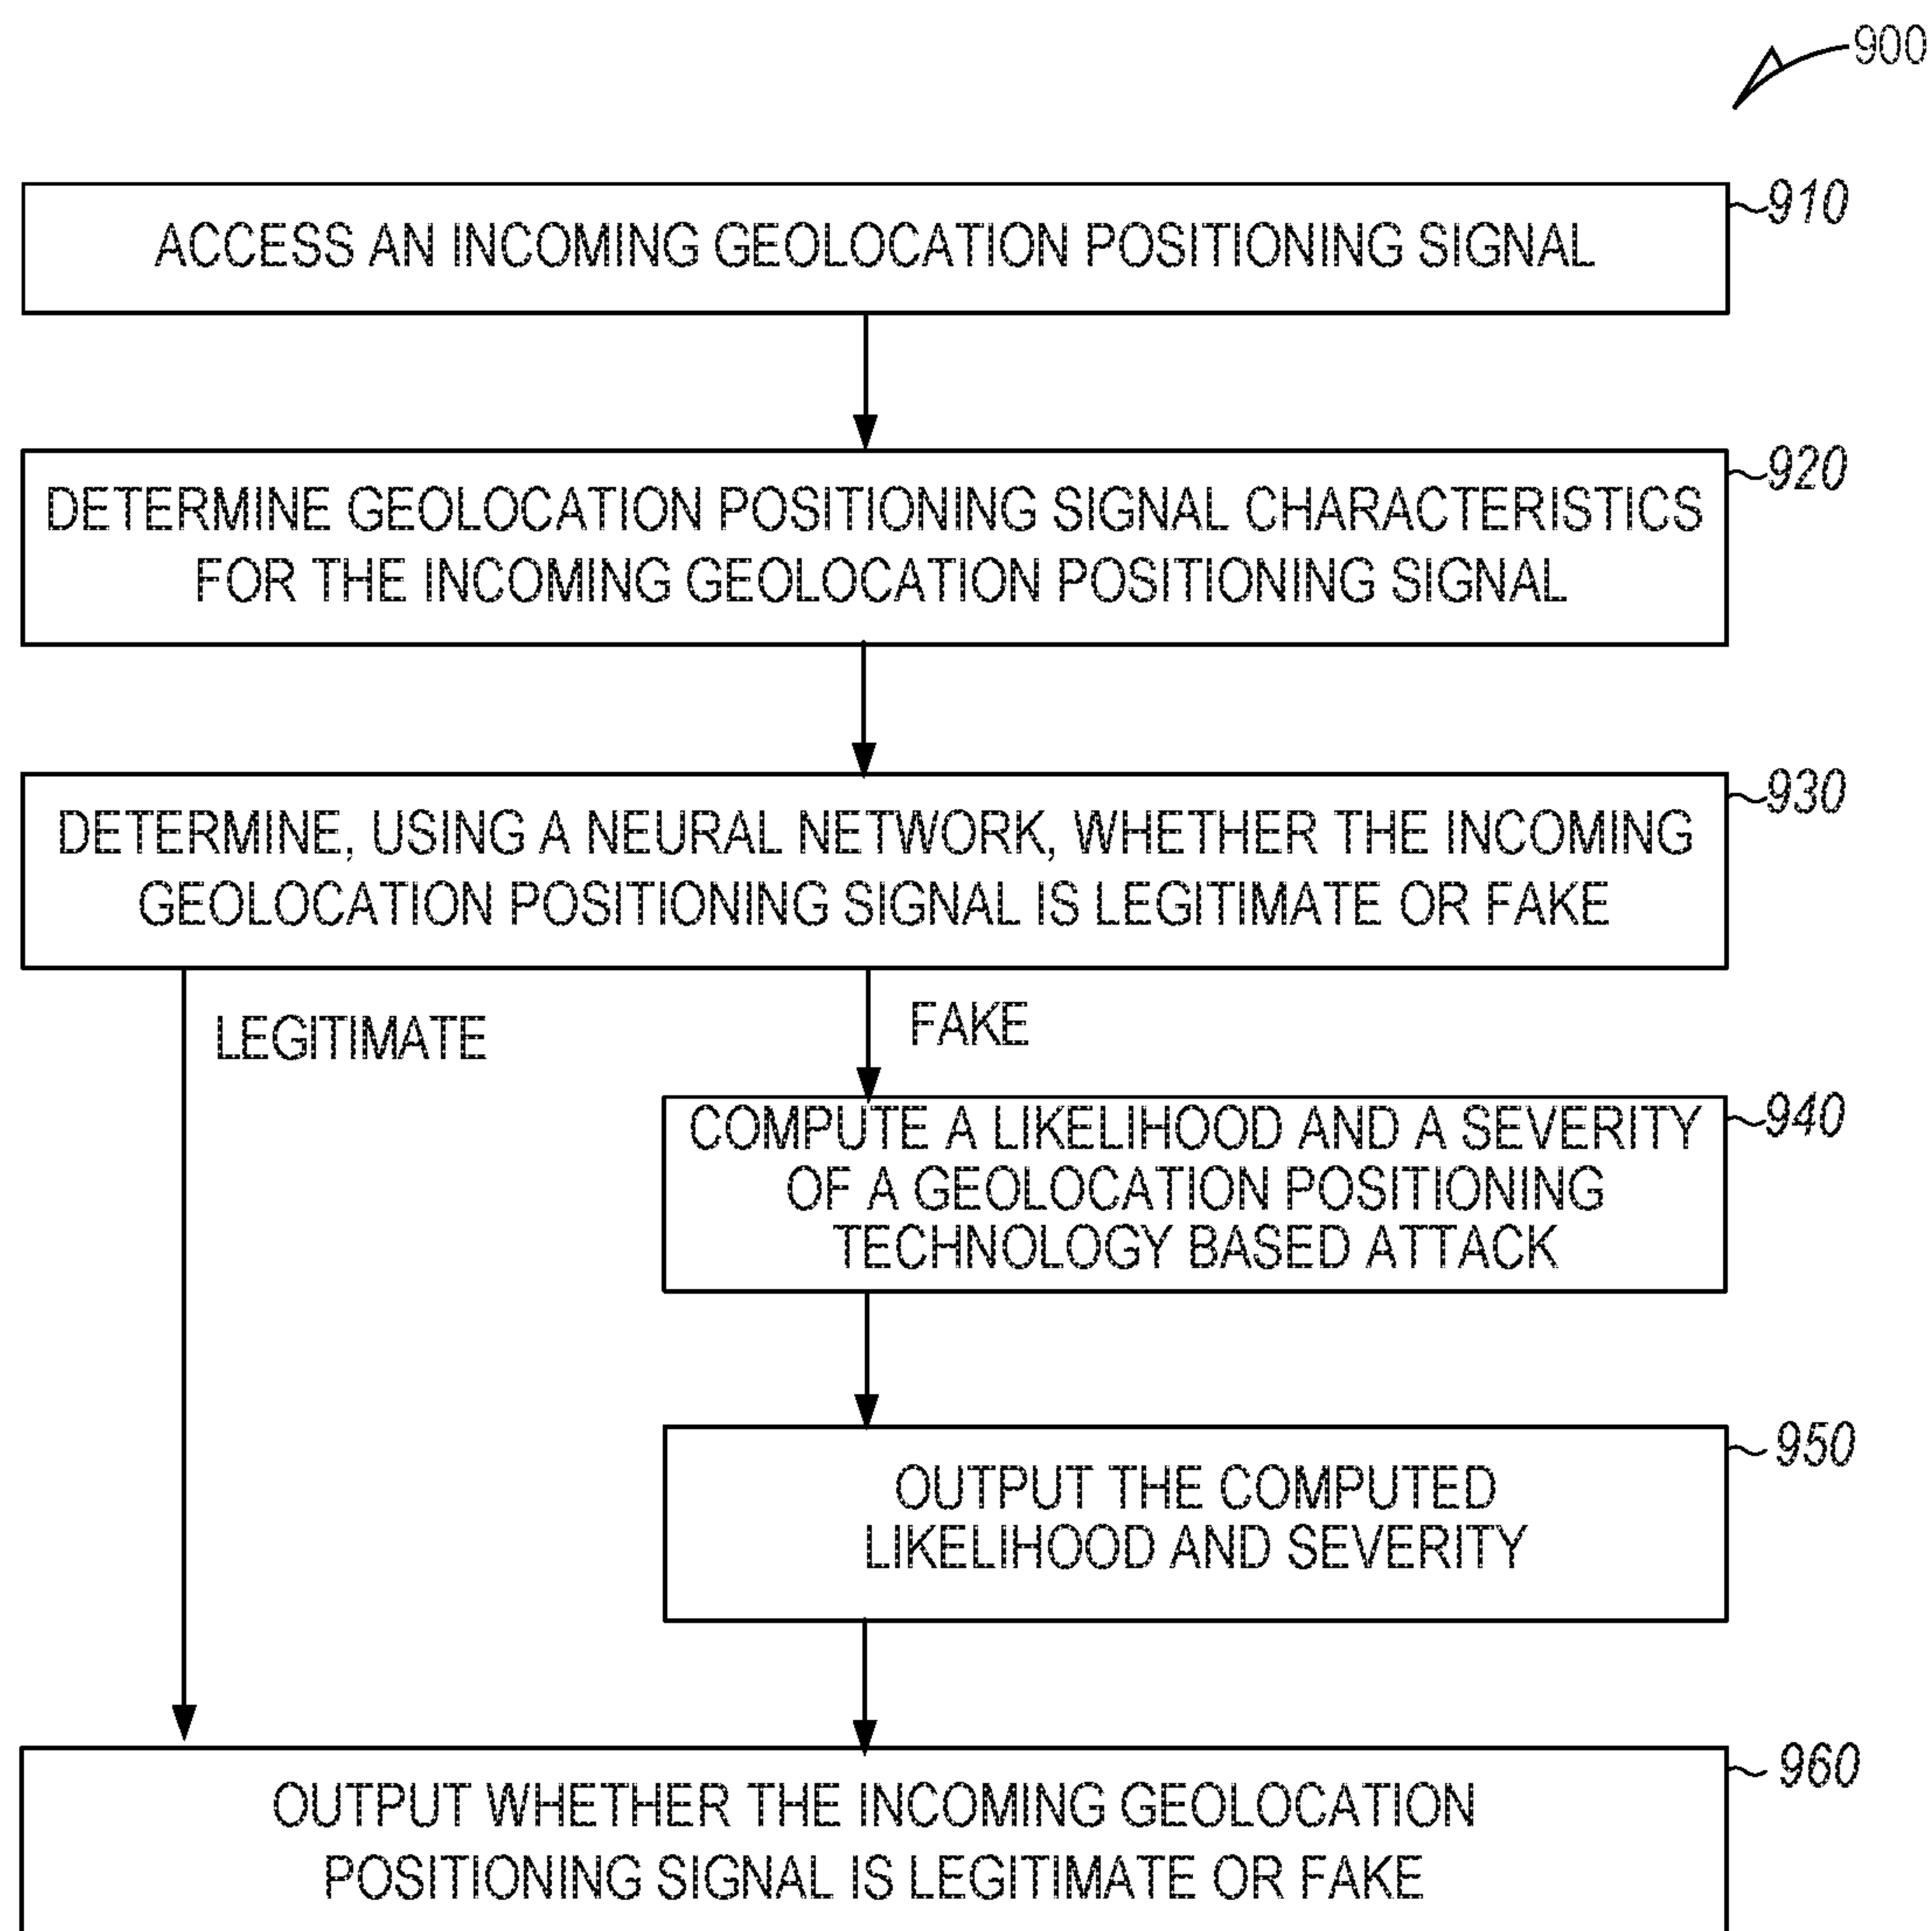 900
910
ACCESS AN INCOMING GEOLOCATION POSITIONING SIGNAL
920
DETERMINE GEOLOCATION POSITIONING SIGNAL CHARACTERISTICS
FOR THE INCOMING GEOLOCATION POSITIONING SIGNAL
930
DETERMINE, USING A NEURAL NETWORK, WHETHER THE INCOMING
GEOLOCATION POSITIONING SIGNAL IS LEGITIMATE OR FAKE
LEGITIMATE
FAKE
940
COMPUTE A LIKELIHOOD AND A SEVERITY
OF A GEOLOCATION POSITIONING
TECHNOLOGY BASED ATTACK
950
OUTPUT THE COMPUTED
LIKELIHOOD AND SEVERITY
960
OUTPUT WHETHER THE INCOMING GEOLOCATION
POSITIONING SIGNAL IS LEGITIMATE OR FAKE